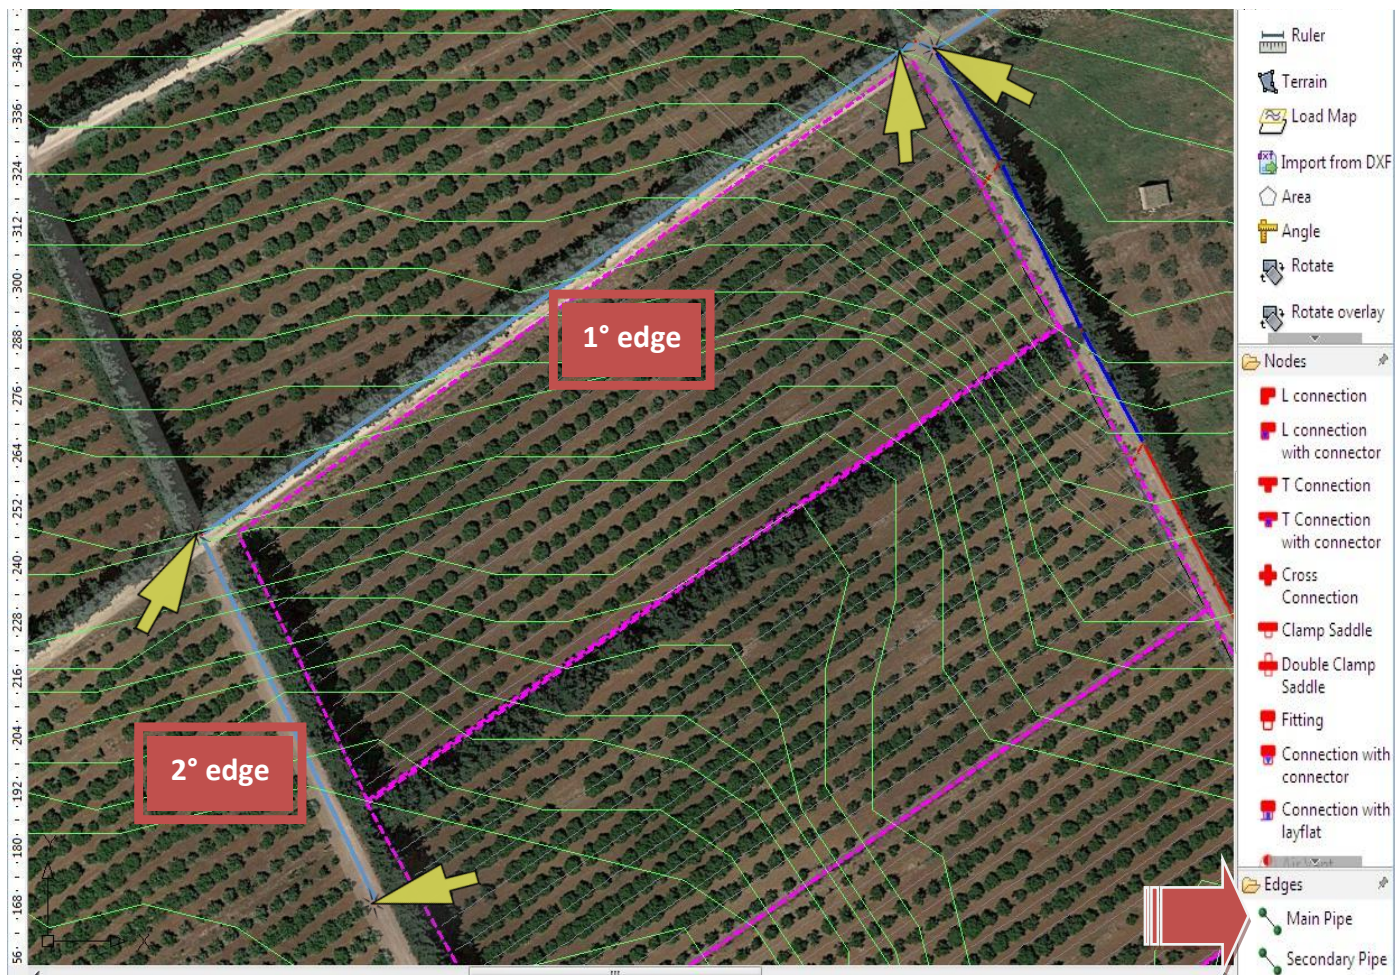 348
336
324
312
300
288
276
264
252
240
228
216
204
192
180
168
56
1° edge
2° edge
X
Ruler
Terrain
Load Map
Import from DXF
Area
Angle
Rotate
Rotate overlay
Nodes
L connection
L connection
with connector
T Connection
T Connection
with connector
Cross
Connection
Clamp Saddle
Double Clamp
Saddle
Fitting
Connection with
connector
Connection with
layflat
Air Vent
Edges
Main Pipe
Secondary Pipe